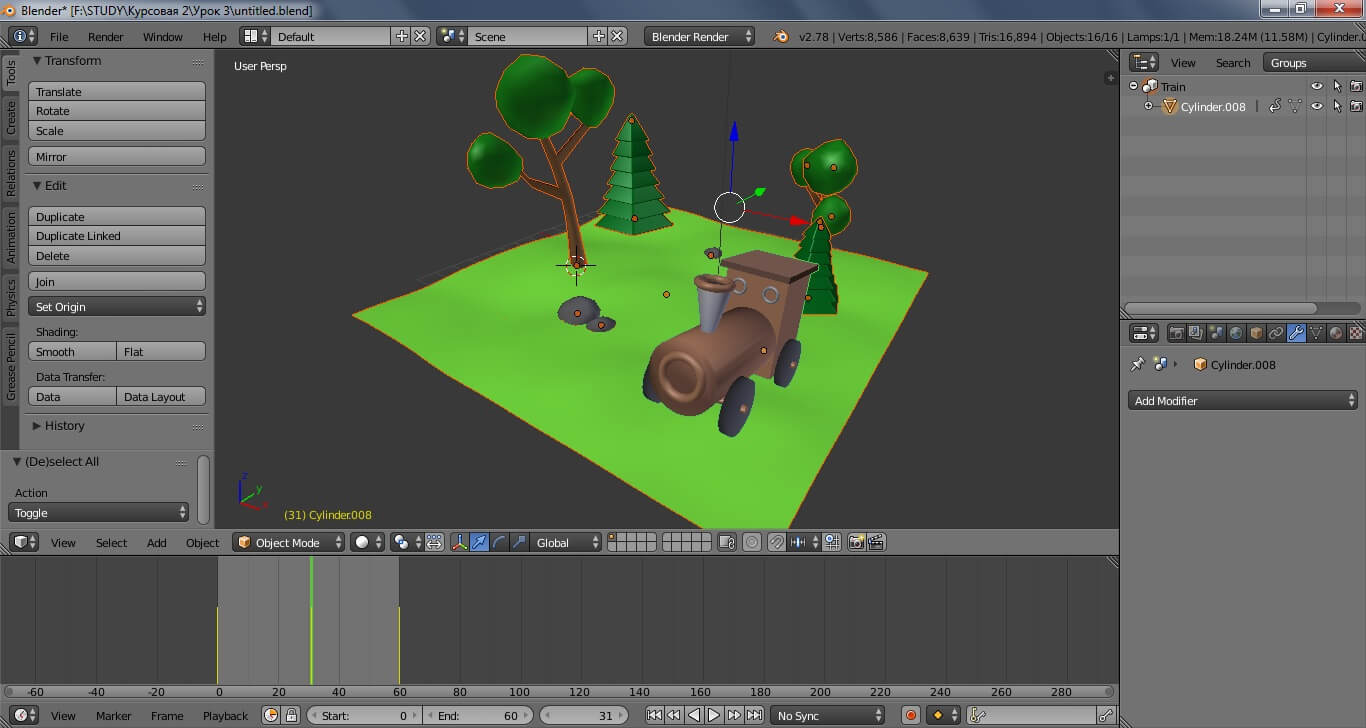 Blender* [F:\STUDY\Курсовая 2\Урок 3\untitled.blend]
File Render Window Help Default Scene Blender Render v2.78 | Verts:8,586 | Faces:8,639 | Tris:16,894 | Objects:16/16 | Lamps:1/1 | Mem:18.24M (11.58M) | Cylinder.0
Tools
Create
Relations
Animation
Physics
Grease Pencil
Transform
Translate
Rotate
Scale
Mirror
Edit
Duplicate
Duplicate Linked
Delete
Join
Set Origin
Shading:
Smooth Flat
Data Transfer:
Data Data Layout
History
(De)select All
Action
Toggle
User Persp
z
y
x
(31) Cylinder.008
View Search Groups
Train
Cylinder.008
Cylinder.008
Add Modifier
View Select Add Object Object Mode Global
-60 -40 -20 0 20 40 60 80 100 120 140 160 180 200 220 240 260 280
View Marker Frame Playback Start: 0 End: 60 31 No Sync